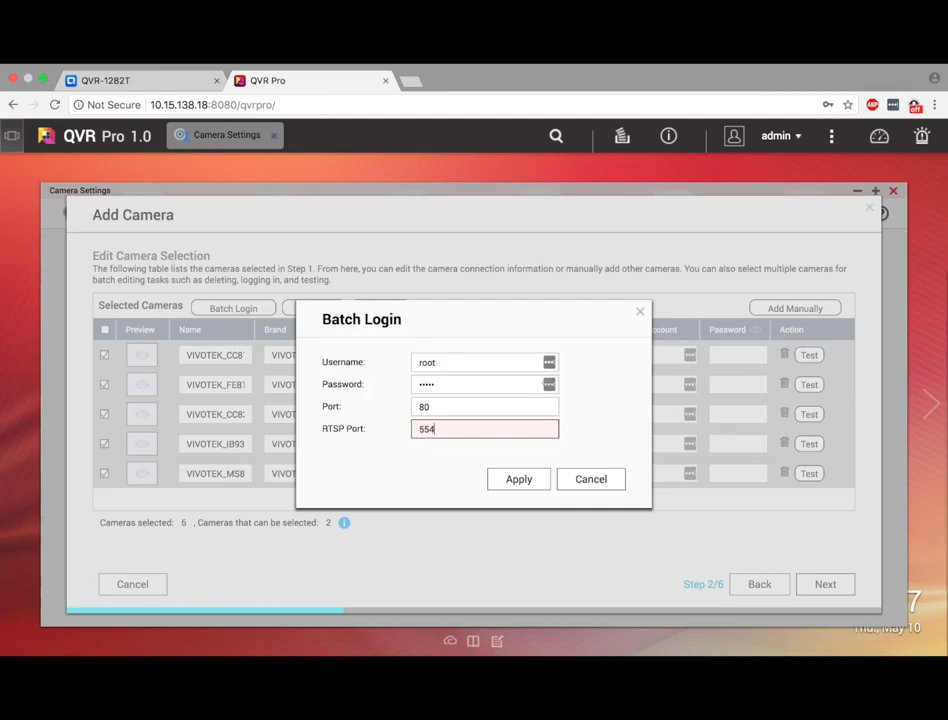 QVR-1282T
QVR Pro
Not Secure 10.15.138.18:8080/qvrpro/
ABP
off
QVR Pro 1.0
Camera Settings
admin
Camera Settings
Add Camera
Edit Camera Selection
The following table lists the cameras selected in Step 1. From here, you can edit the camera connection information or manually add other cameras. You can also select multiple cameras for
batch editing tasks such as deleting, logging in, and testing.
Selected Cameras Batch Login Add Manually
Preview Name Brand Password Action
VIVOTEK_CC8 Test
VIVOTEK_FE81 Test
VIVOTEK_CC8 Test
VIVOTEK_IB93 Test
VIVOTEK_MS8 Test
Batch Login
Username: root
Password: •••••
Port: 80
RTSP Port: 554
Apply Cancel
Cameras selected: 6 , Cameras that can be selected: 2
Cancel Step 2/6 Back Next
7
Thu., May 10